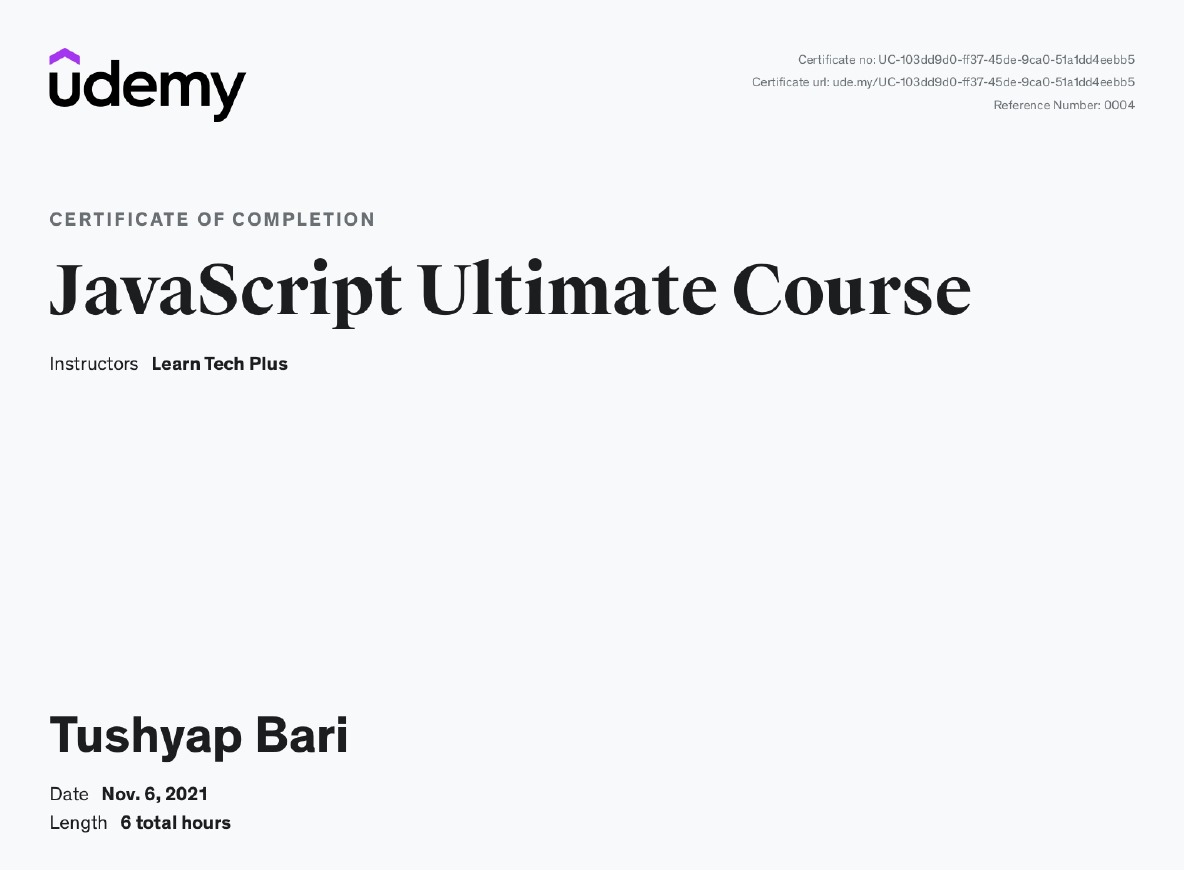 udemy
Certificate no: UC-103dd9d0-ff37-45de-9ca0-51a1dd4eebb5
Certificate url: ude.my/UC-103dd9d0-ff37-45de-9ca0-51a1dd4eebb5
Reference Number: 0004
CERTIFICATE OF COMPLETION
JavaScript Ultimate Course
Instructors Learn Tech Plus
Tushyap Bari
Date Nov. 6, 2021
Length 6 total hours